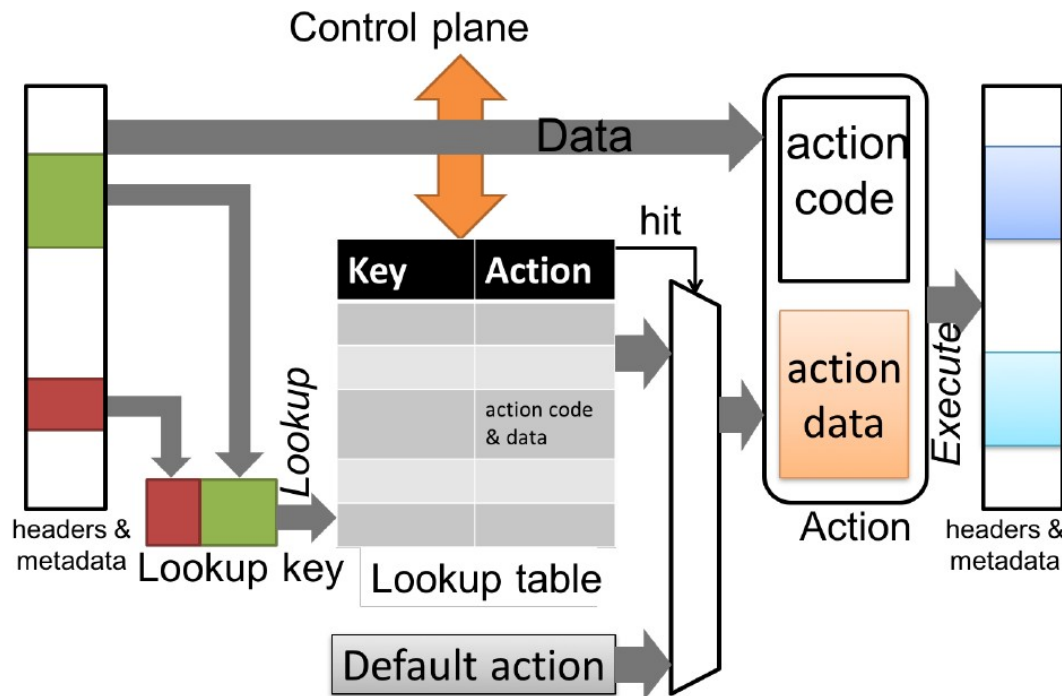 Control plane
Data
action
code
hit
Key
Action
action code
& data
action
data
Lookup
Execute
headers &
metadata
Lookup key
Lookup table
Action
headers &
metadata
Default action